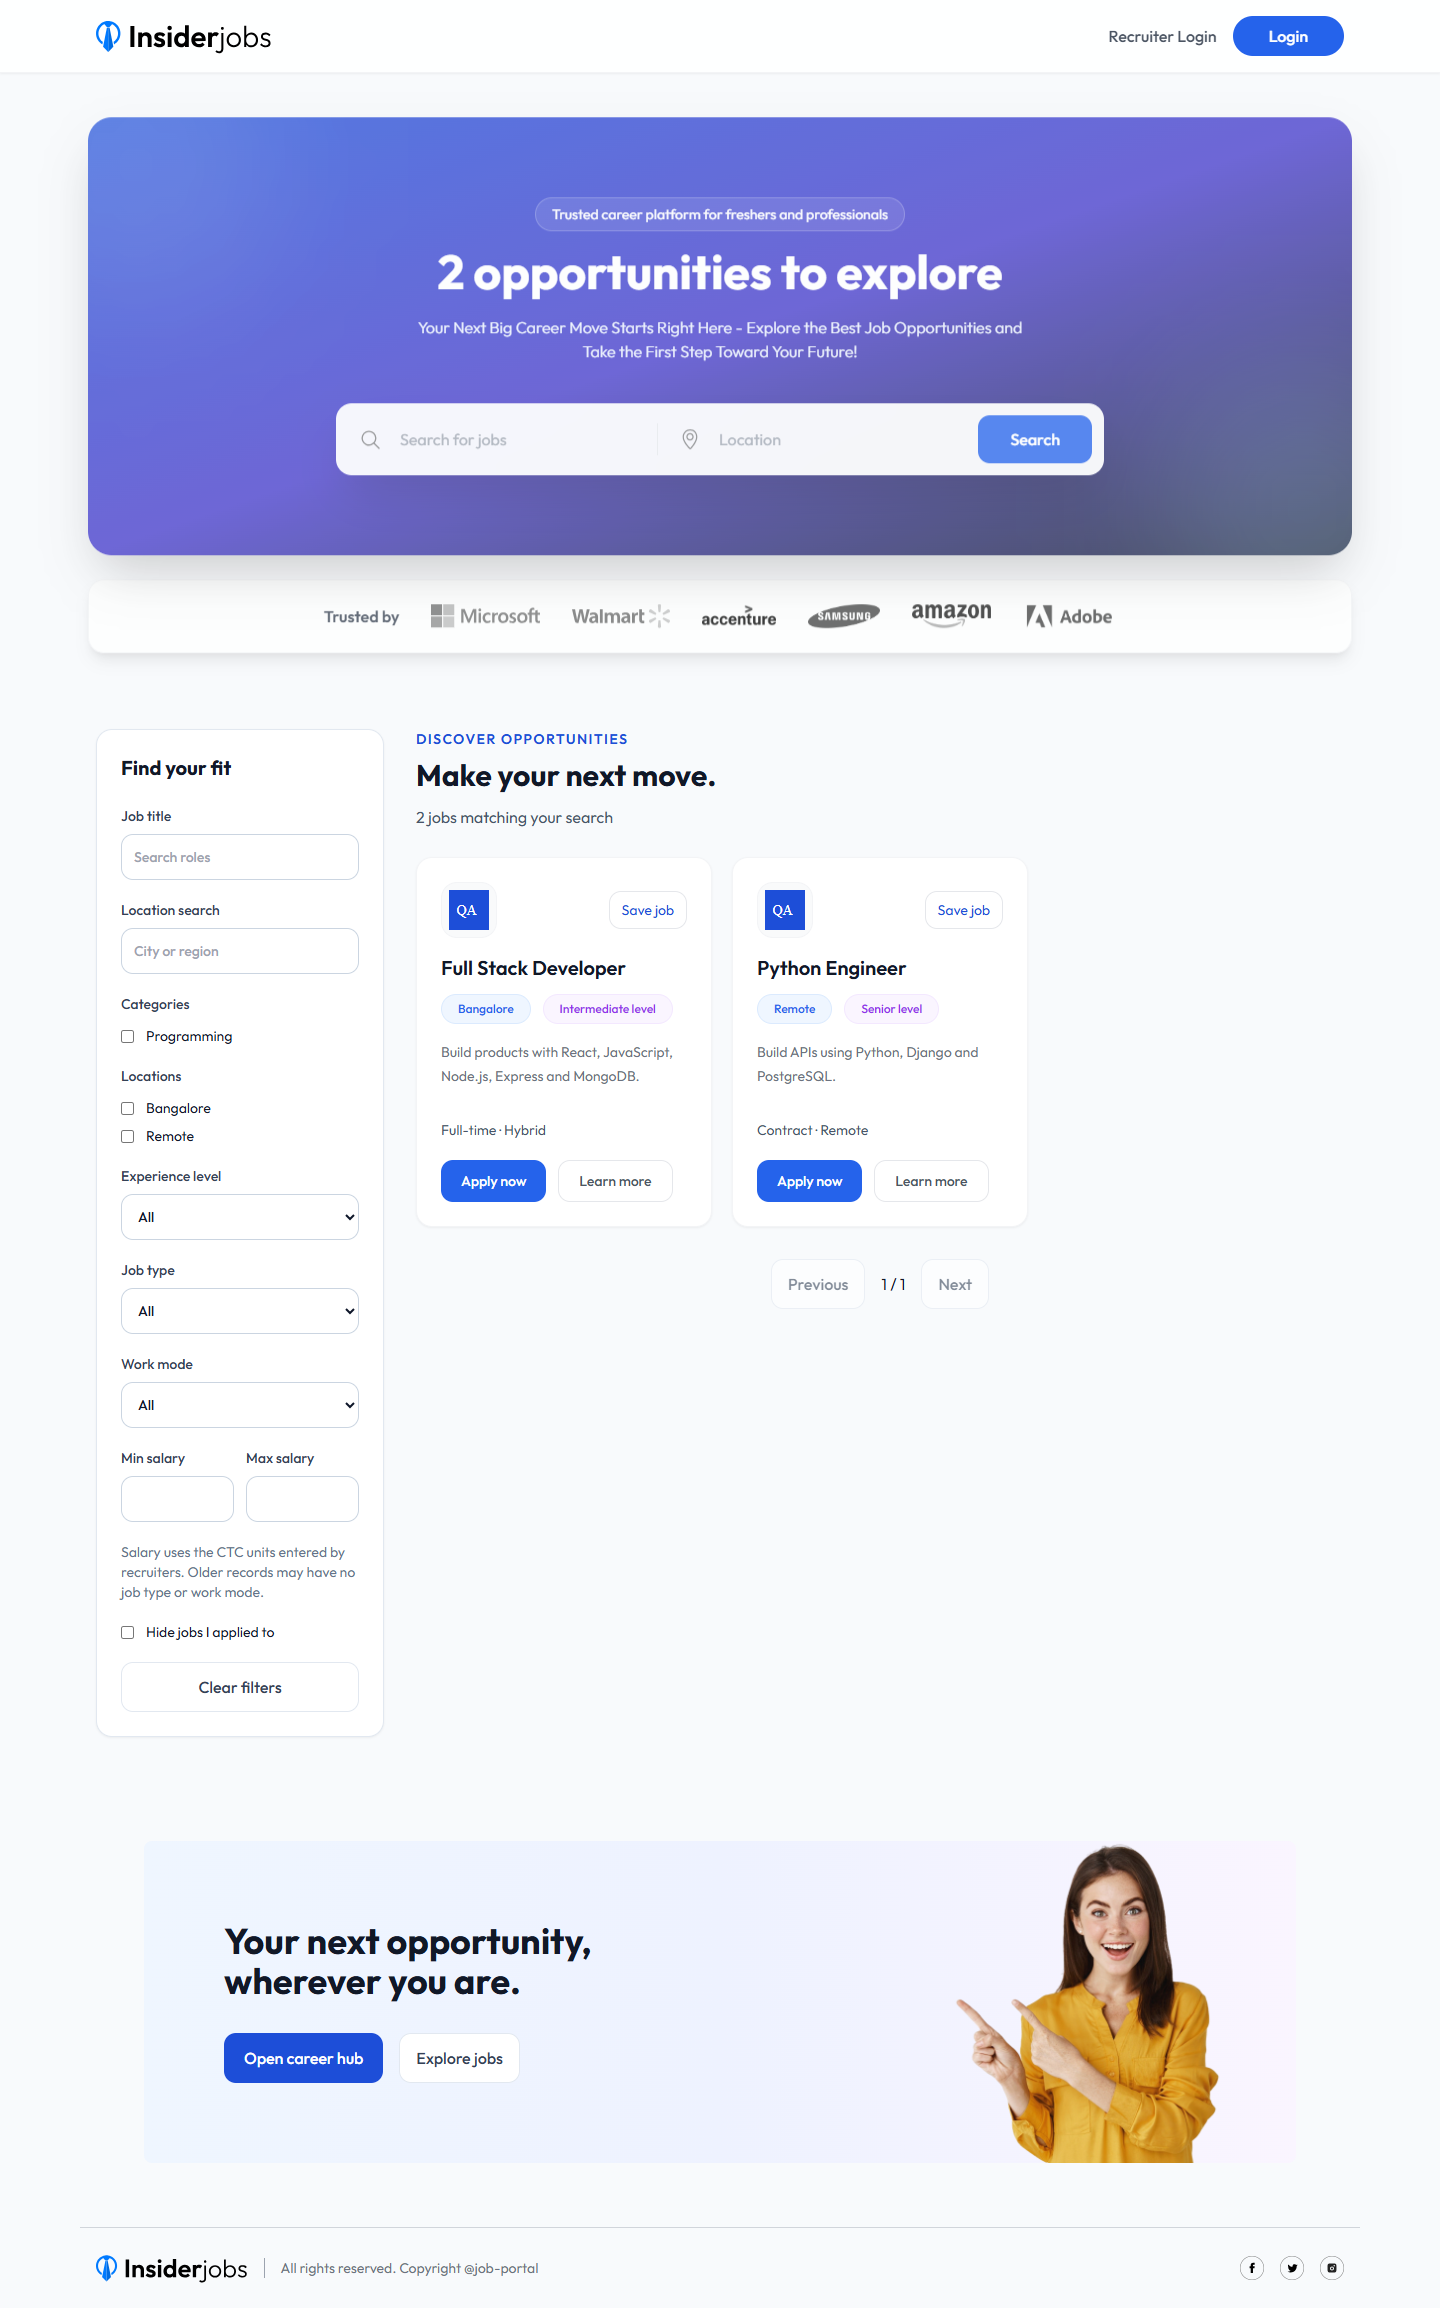 Insiderjobs
Recruiter Login
Login
Trusted career platform for freshers and professionals
2 opportunities to explore
Your Next Big Career Move Starts Right Here - Explore the Best Job Opportunities and
Take the First Step Toward Your Future!
Search for jobs
Location
Search
Trusted by
Microsoft
Walmart
accenture
SAMSUNG
amazon
Adobe
Find your fit
Job title
Search roles
Location search
City or region
Categories
Programming
Locations
Bangalore
Remote
Experience level
All
Job type
All
Work mode
All
Min salary
Max salary
Salary uses the CTC units entered by
recruiters. Older records may have no
job type or work mode.
Hide jobs I applied to
Clear filters
DISCOVER OPPORTUNITIES
Make your next move.
2 jobs matching your search
QA
Save job
Full Stack Developer
Bangalore
Intermediate level
Build products with React, JavaScript,
Node.js, Express and MongoDB.
Full-time · Hybrid
Apply now
Learn more
QA
Save job
Python Engineer
Remote
Senior level
Build APIs using Python, Django and
PostgreSQL.
Contract · Remote
Apply now
Learn more
Previous
1 / 1
Next
Your next opportunity,
wherever you are.
Open career hub
Explore jobs
Insiderjobs
All rights reserved. Copyright @job-portal